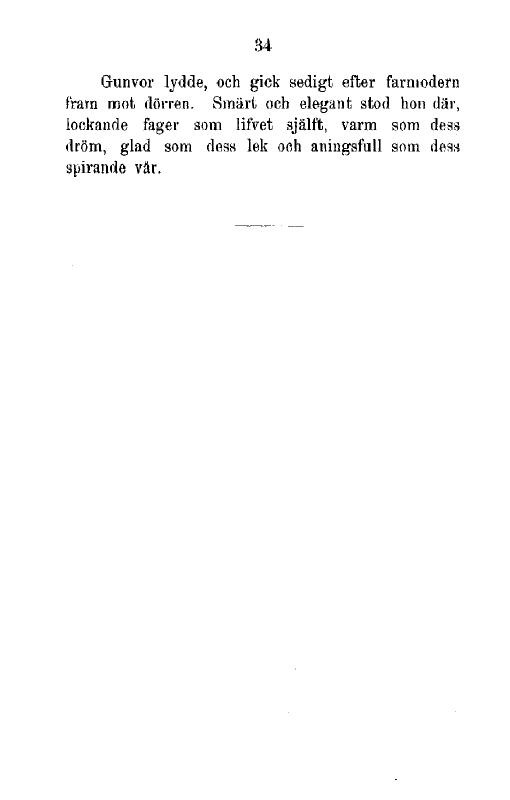 34
Gunvor lydde, och gick sedigt efter farmodern
fram mot dörren. Smärt och elegant stod hon där,
lockande fager som lifvet själft, varm som dess
dröm, glad som dess lek och aningsfull som dess
spirande vår.